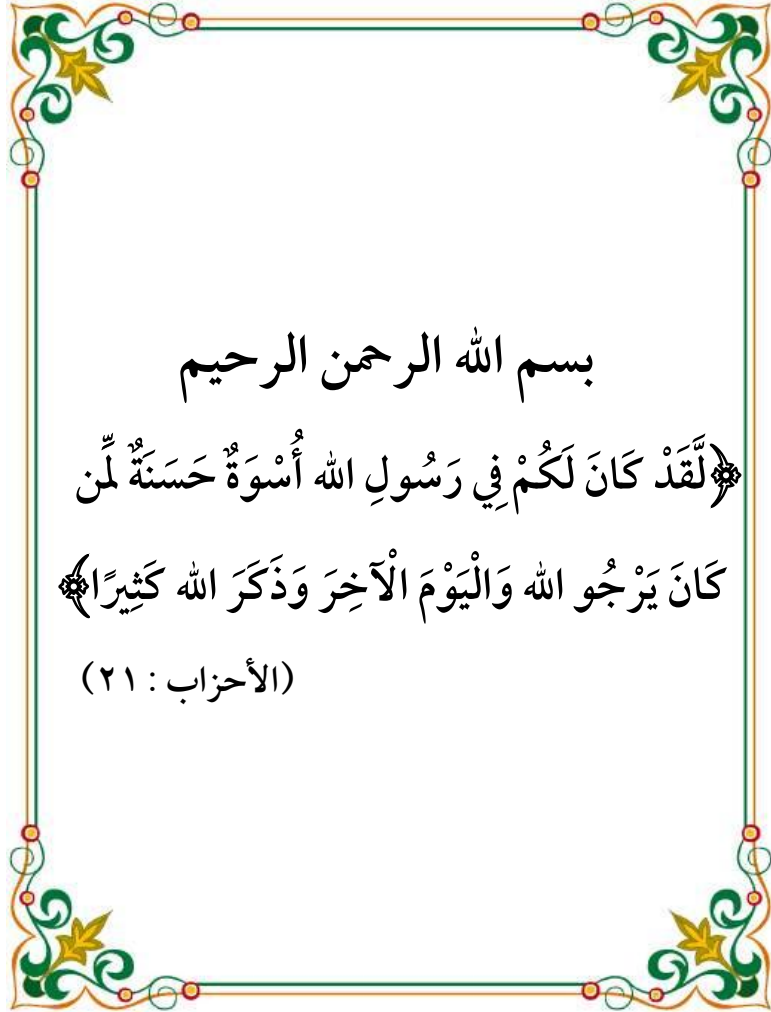 بسم الله الرحمن الرحيم
﴿لَّقَدْ كَانَ لَكُمْ فِي رَسُولِ الله أُسْوَةٌ حَسَنَةٌ لِّمَن
كَانَ يَرْجُو الله وَالْيَوْمَ الْآخِرَ وَذَكَرَ الله كَثِيرًا﴾
(الأحزاب : ٢١)